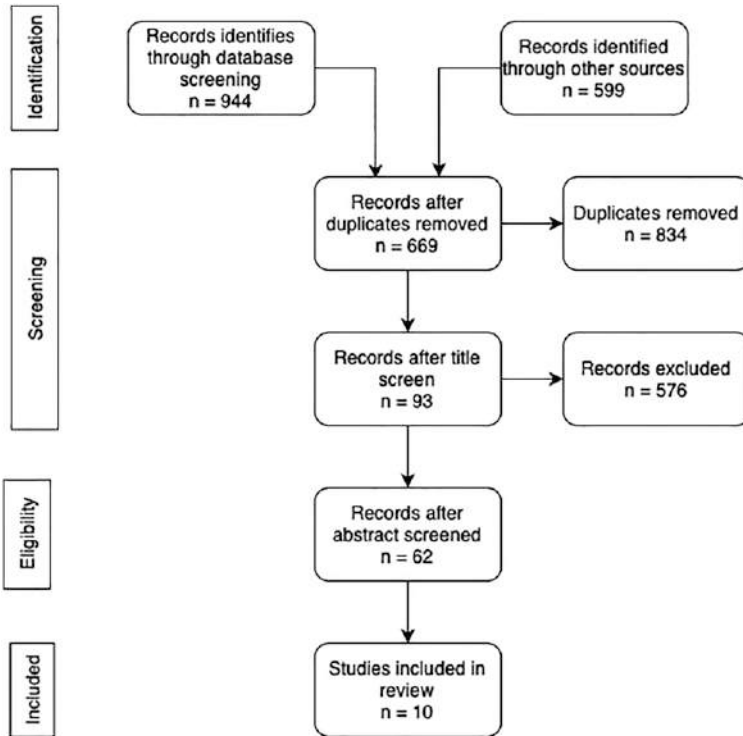 Identification
Records identifies
through database
screening
n = 944
Records identified
through other sources
n = 599
Screening
Records after
duplicates removed
n = 669
Duplicates removed
n = 834
Records after title
screen
n = 93
Records excluded
n = 576
Eligibility
Records after
abstract screened
n = 62
Included
Studies included in
review
n = 10